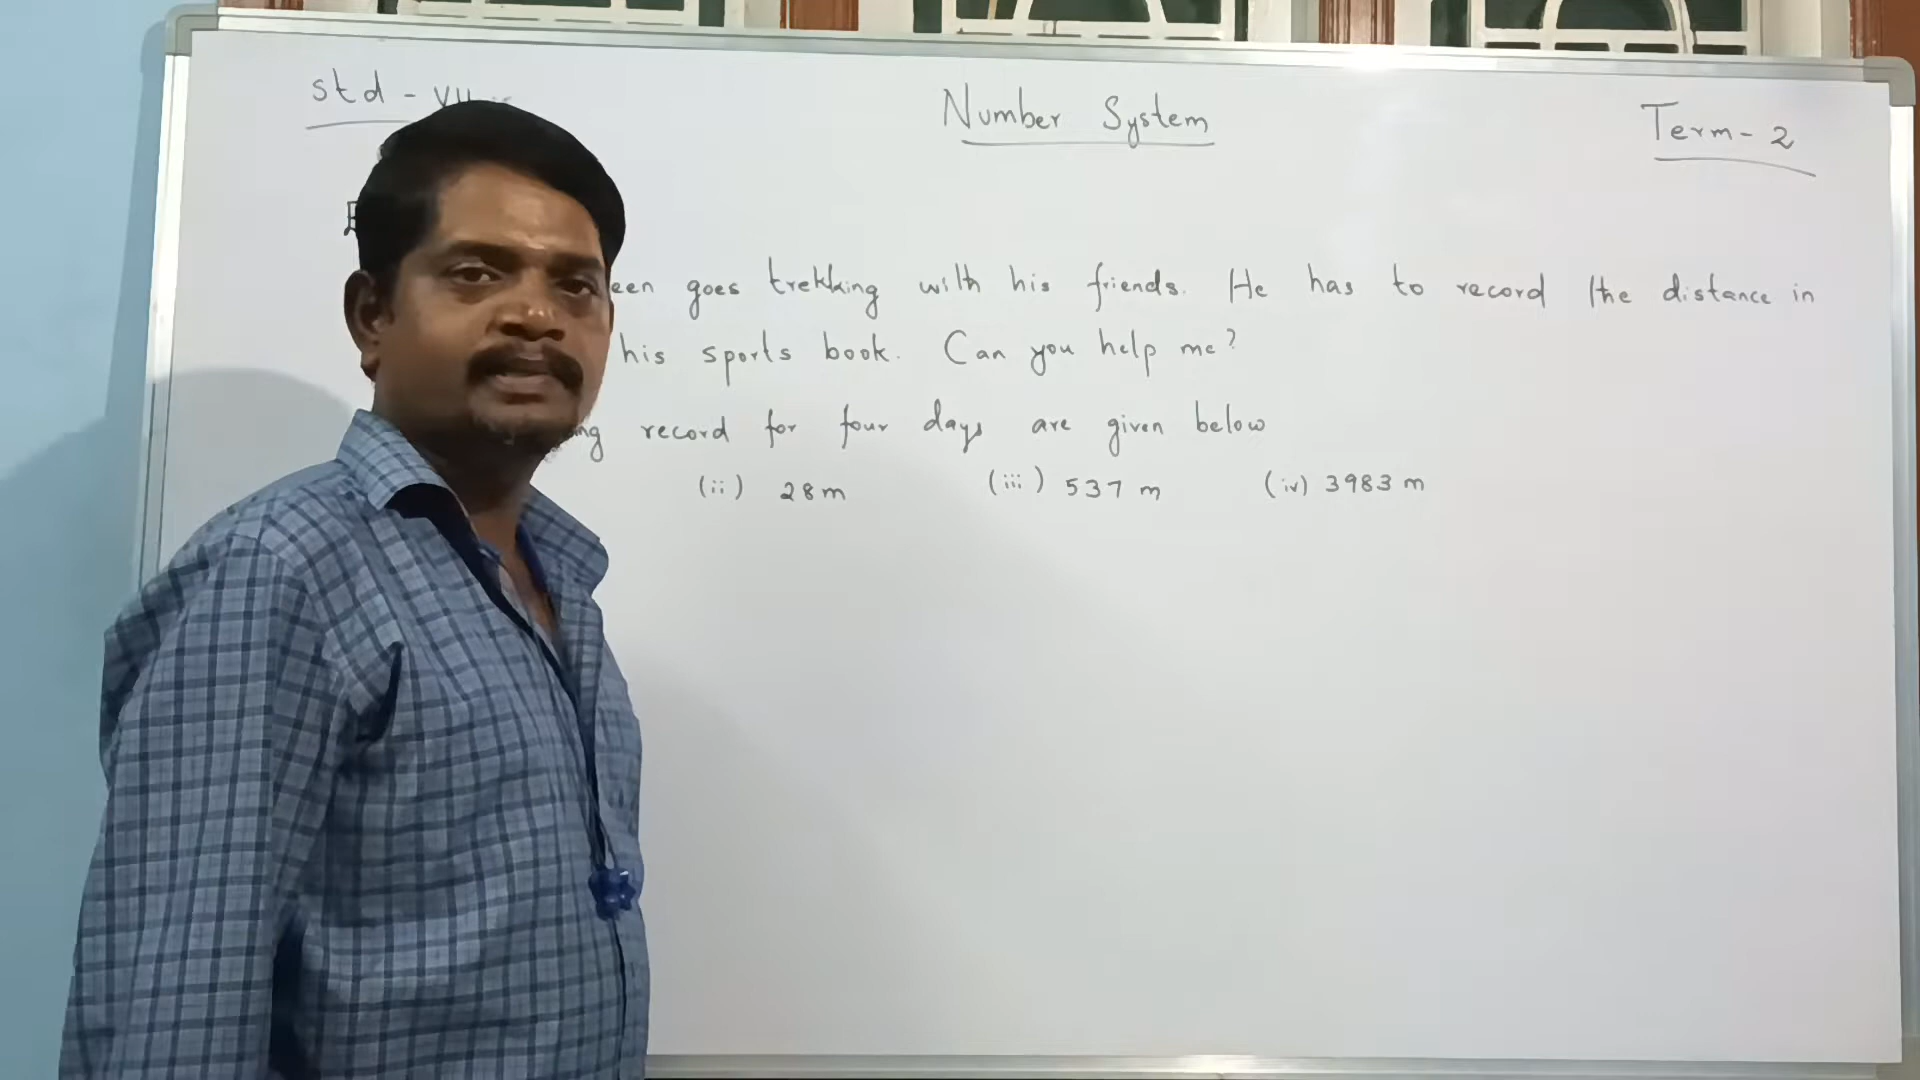 std - VII
Number System
Term - 2
goes trekking with his friends. He has to record the distance in
his sports book. Can you help me?
record for four days are given below
(ii) 28 m (iii) 537 m (iv) 3983 m